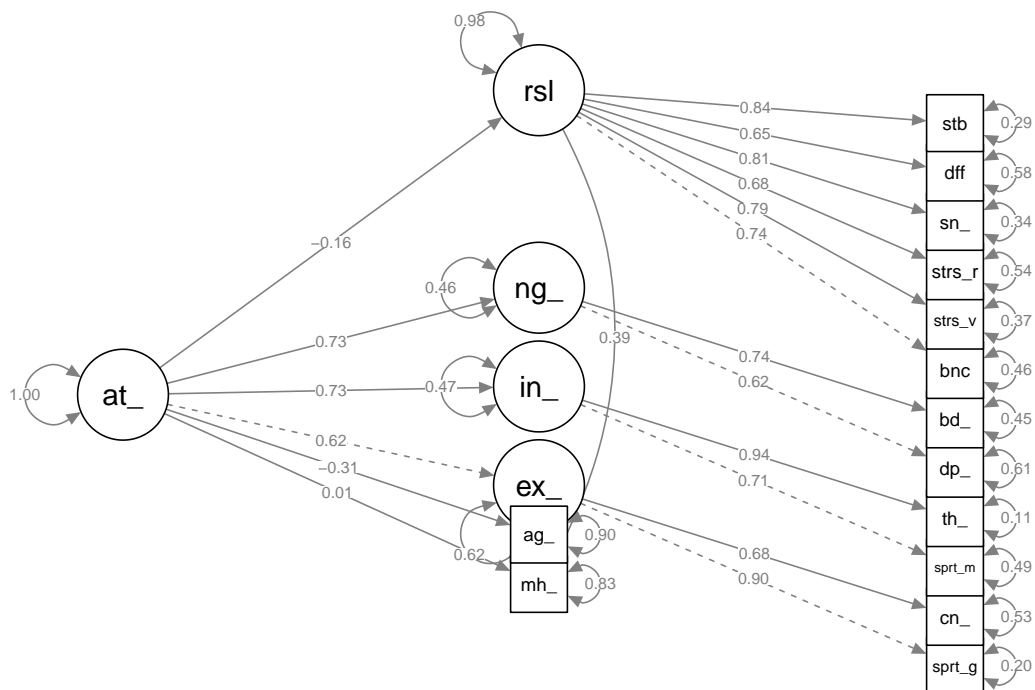 0.98
rsl
0.84
stb
0.29
0.65
dff
0.58
0.81
sn_
0.34
0.68
strs_r
0.54
0.79
strs_v
0.37
0.74
bnc
0.46
−0.16
0.46
ng_
0.73
0.39
0.74
bd_
0.45
0.62
dp_
0.61
1.00
at_
0.73
0.47
in_
0.94
th_
0.11
0.71
sprt_m
0.49
0.62
−0.31
0.01
ex_
ag_
0.90
0.62
mh_
0.83
0.68
cn_
0.53
0.90
sprt_g
0.20